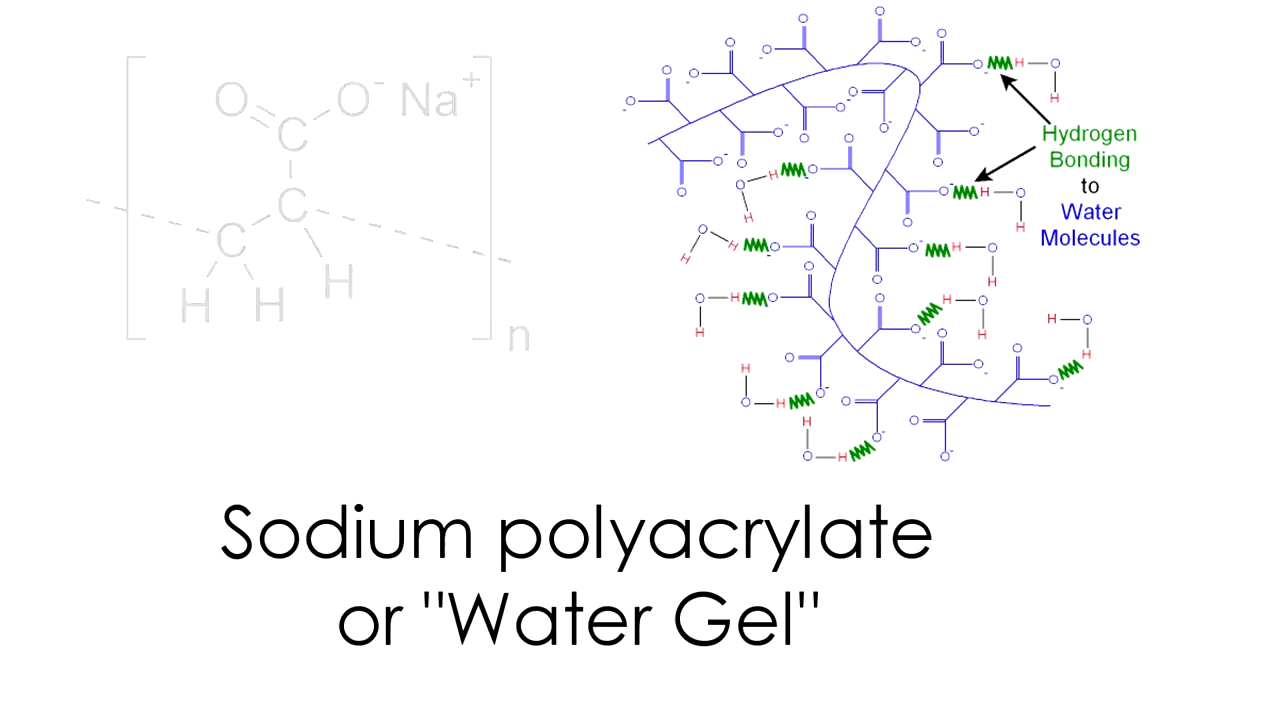 O
O⁻ Na⁺
C
C
C
H
H
H
n
Hydrogen
Bonding
to
Water
Molecules
Sodium polyacrylate
or "Water Gel"